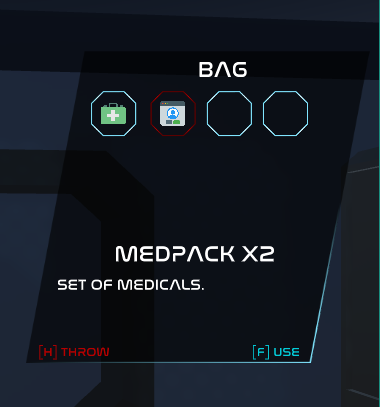 BAG
MEDPACK X2
SET OF MEDICALS.
[H] THROW
[F] USE